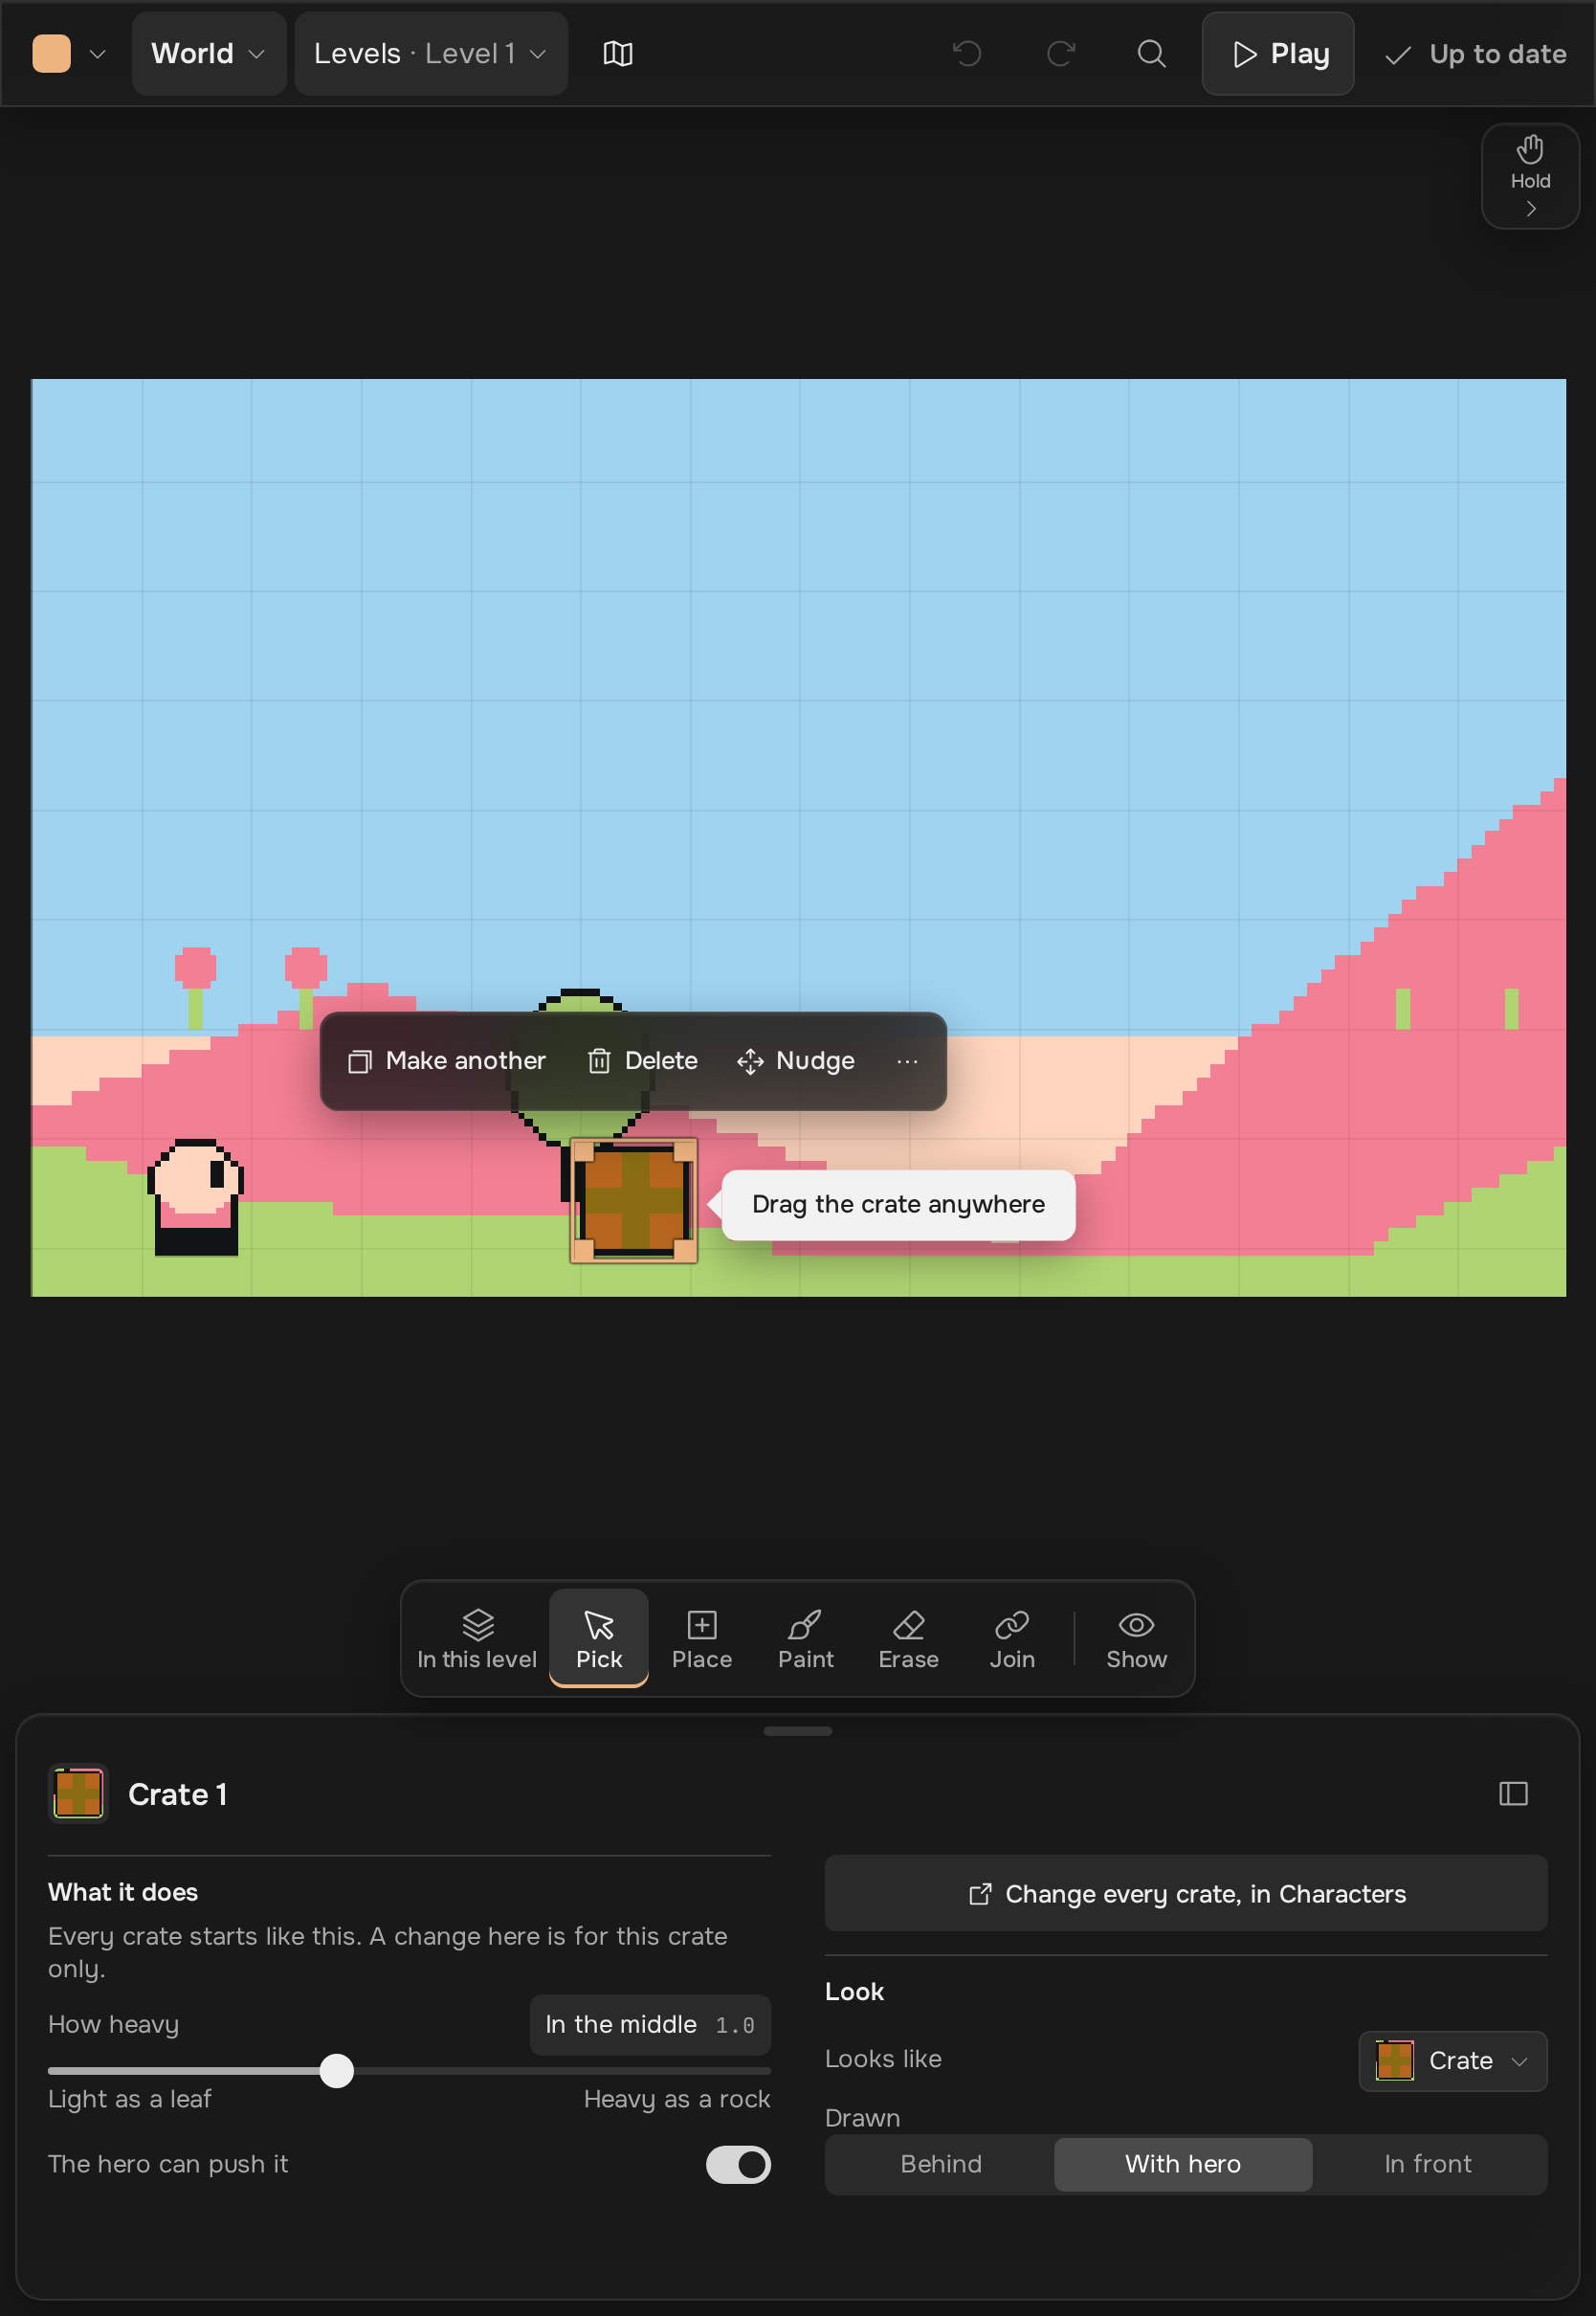 World
Levels · Level 1
Play
Up to date
Hold
Make another
Delete
Nudge
Drag the crate anywhere
In this level
Pick
Place
Paint
Erase
Join
Show
Crate 1
What it does
Every crate starts like this. A change here is for this crate
only.
How heavy
In the middle 1.0
Light as a leaf
Heavy as a rock
The hero can push it
Change every crate, in Characters
Look
Looks like
Crate
Drawn
Behind
With hero
In front